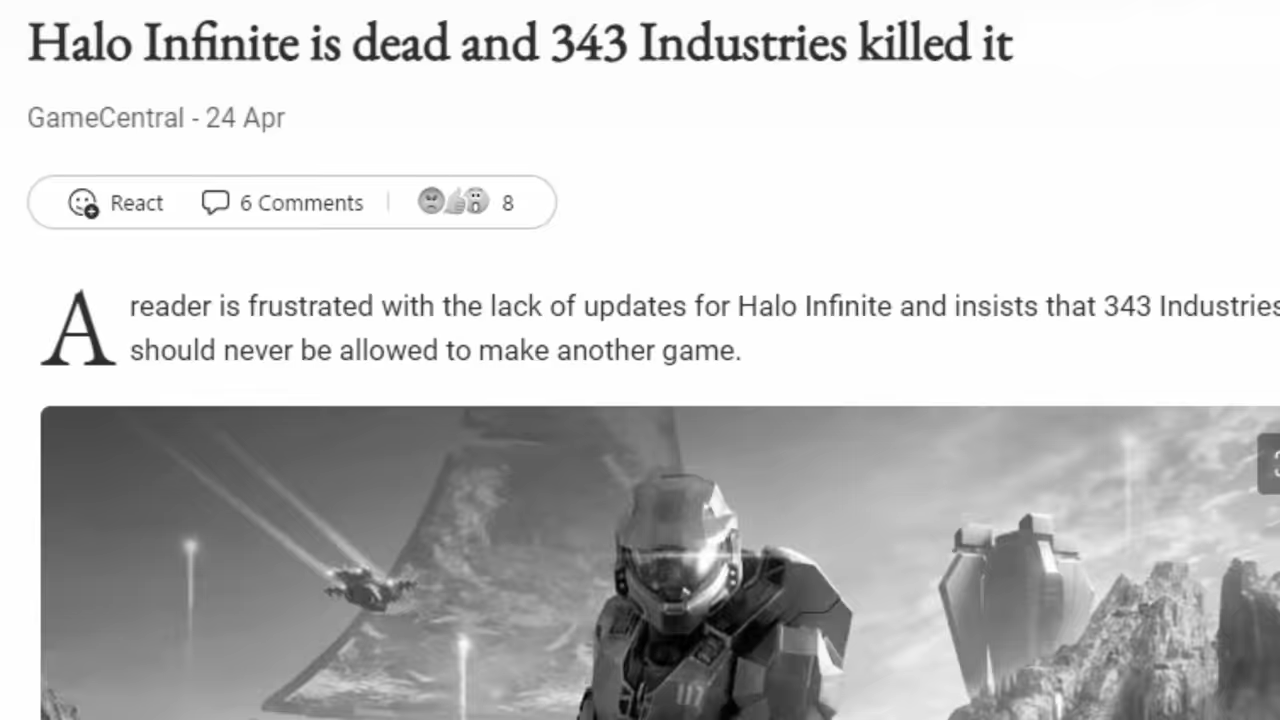 Halo Infinite is dead and 343 Industries killed it
GameCentral - 24 Apr
React 6 Comments 8
A reader is frustrated with the lack of updates for Halo Infinite and insists that 343 Industries
should never be allowed to make another game.
117